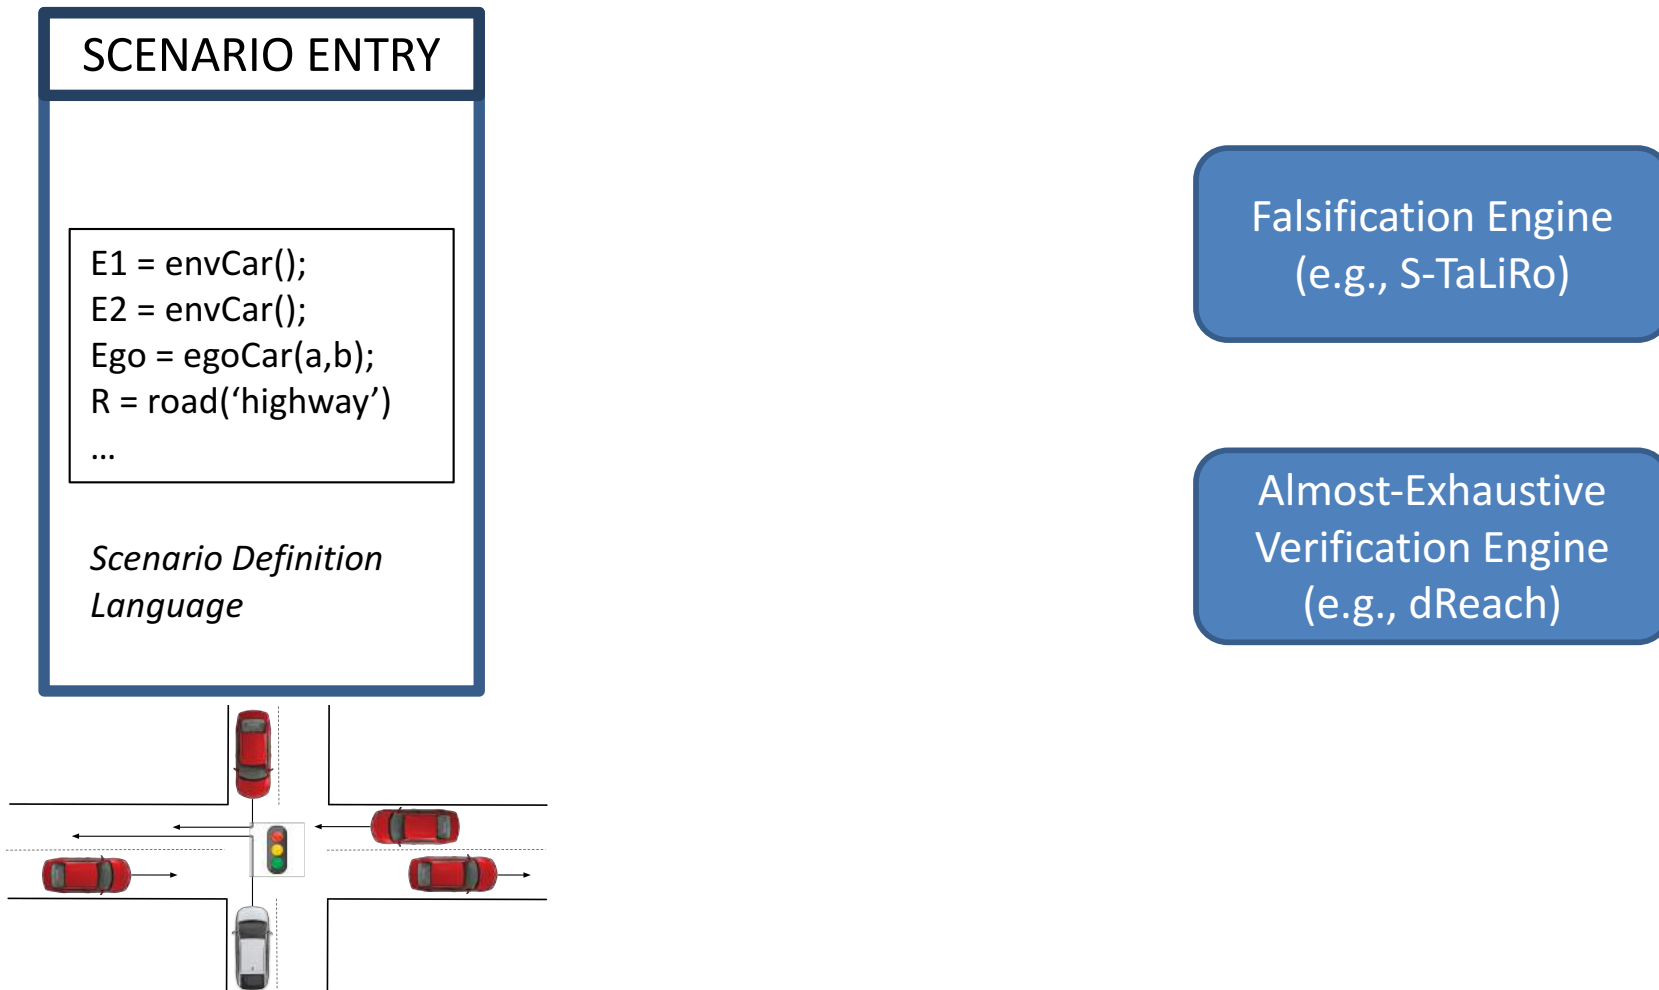 SCENARIO ENTRY
E1 = envCar();
E2 = envCar();
Ego = egoCar(a,b);
R = road(‘highway’)
...
Scenario Definition
Language
Falsification Engine
(e.g., S-TaLiRo)
Almost-Exhaustive
Verification Engine
(e.g., dReach)